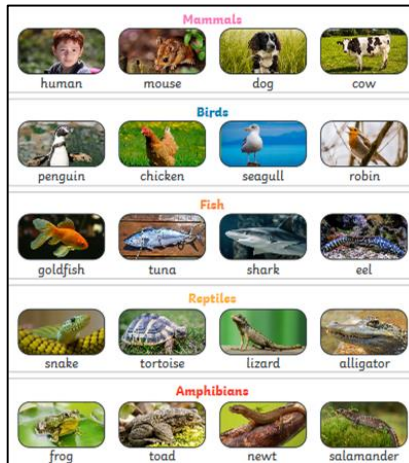 Mammals
human mouse dog cow
Birds
penguin chicken seagull robin
Fish
goldfish tuna shark eel
Reptiles
snake tortoise lizard alligator
Amphibians
frog toad newt salamander